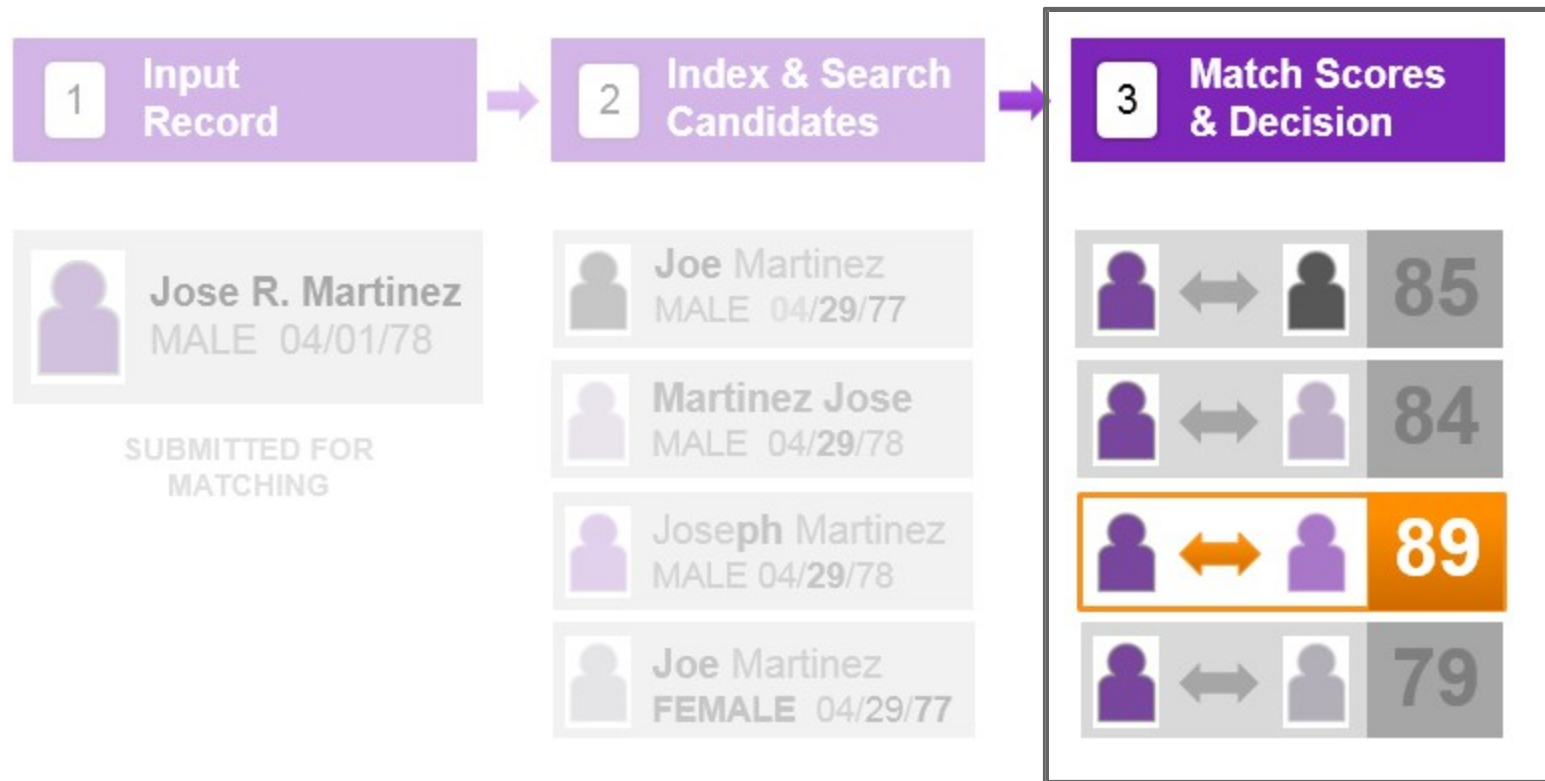 1
Input
Record
2
Index & Search
Candidates
3
Match Scores
& Decision
Jose R. Martinez
MALE 04/01/78
SUBMITTED FOR
MATCHING
Joe Martinez
MALE 04/29/77
Martinez Jose
MALE 04/29/78
Joseph Martinez
MALE 04/29/78
Joe Martinez
FEMALE 04/29/77
85
84
89
79